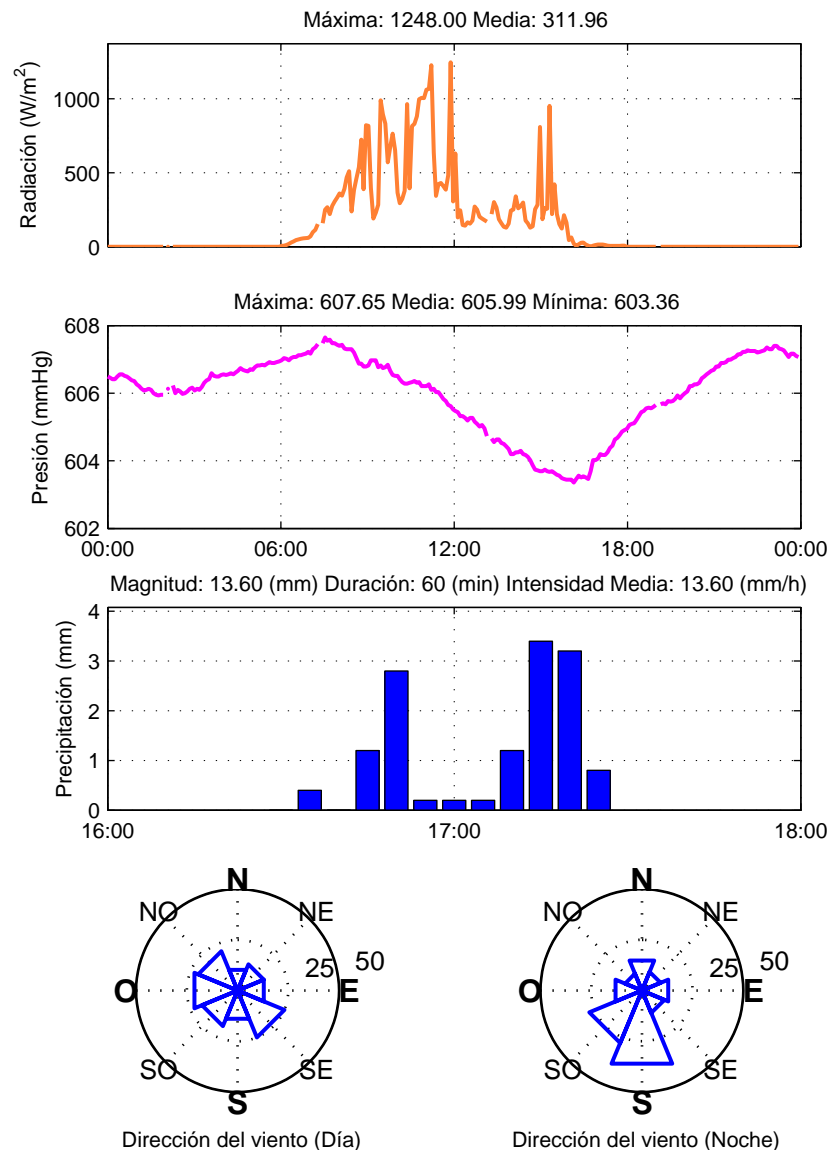 Máxima: 1248.00 Media: 311.96
Radiación (W/m²)
1000
500
0
Máxima: 607.65 Media: 605.99 Mínima: 603.36
Presión (mmHg)
608
606
604
602
00:00 06:00 12:00 18:00 00:00
Magnitud: 13.60 (mm) Duración: 60 (min) Intensidad Media: 13.60 (mm/h)
Precipitación (mm)
4
3
2
1
0
16:00 17:00 18:00
N
NO NE
25 50
O E
SO SE
S
Dirección del viento (Día)
N
NO NE
25 50
O E
SO SE
S
Dirección del viento (Noche)